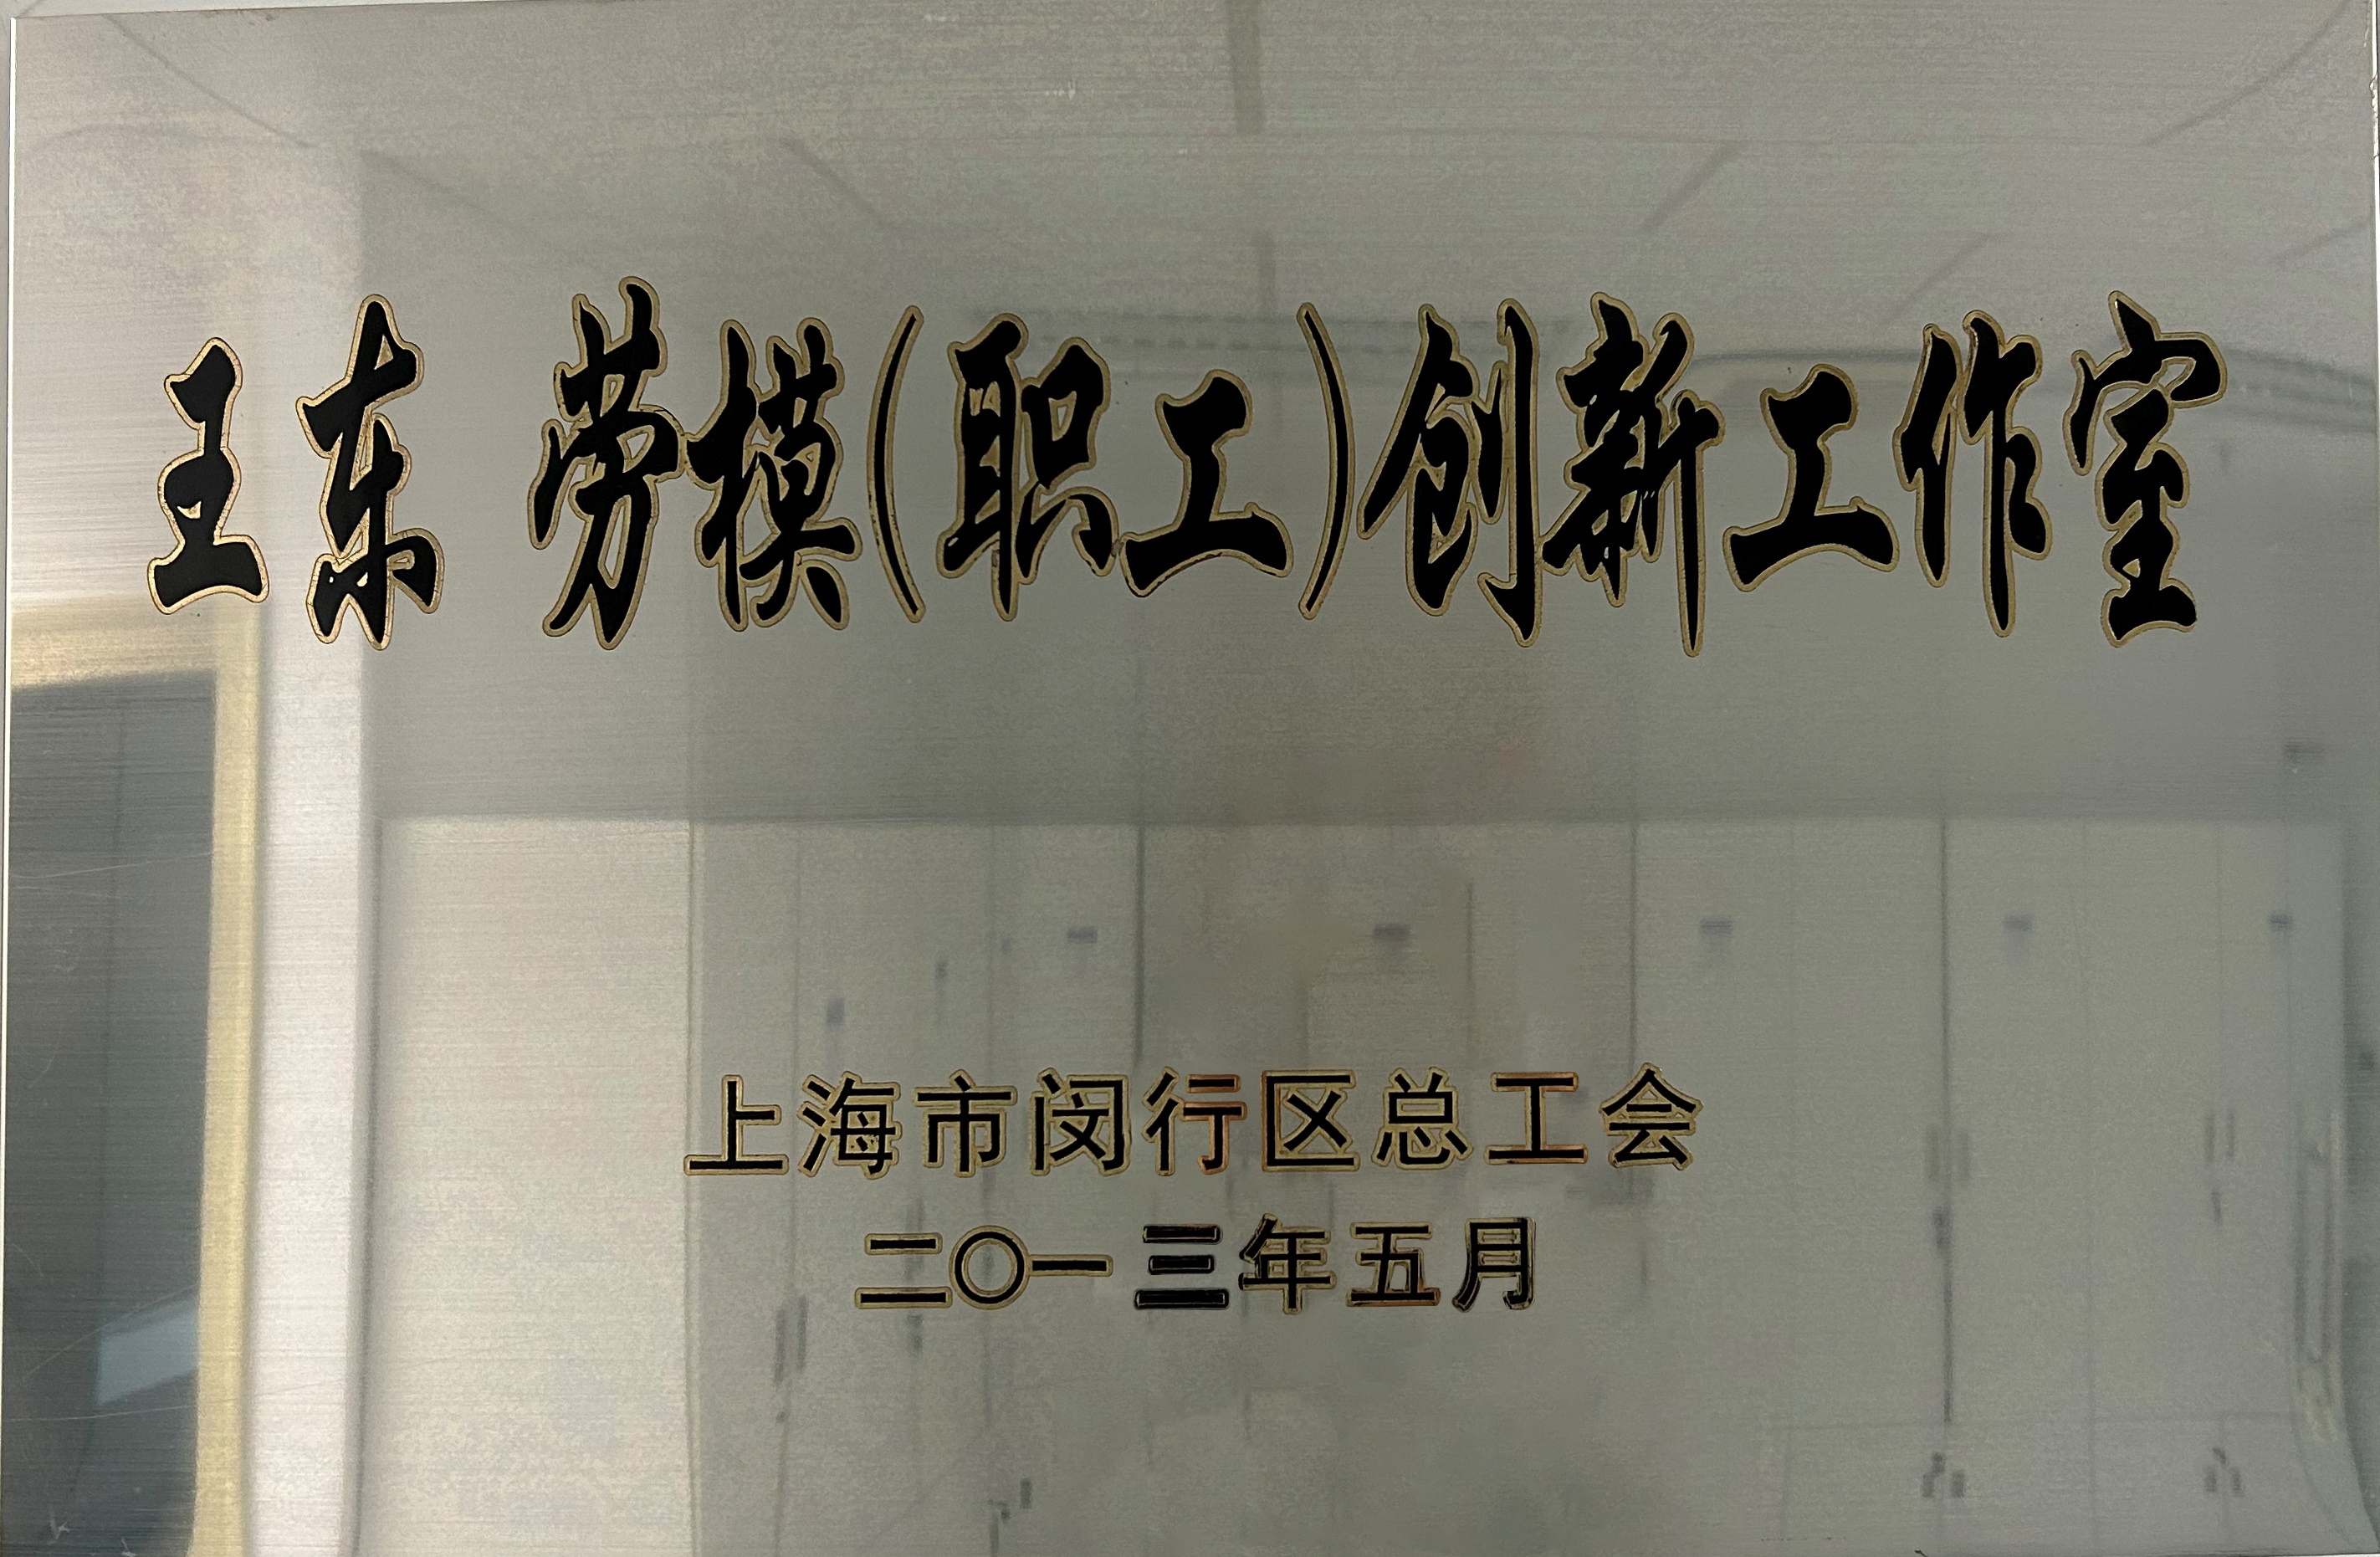 王东 劳模(职工)创新工作室
上海市闵行区总工会
二〇一三年五月